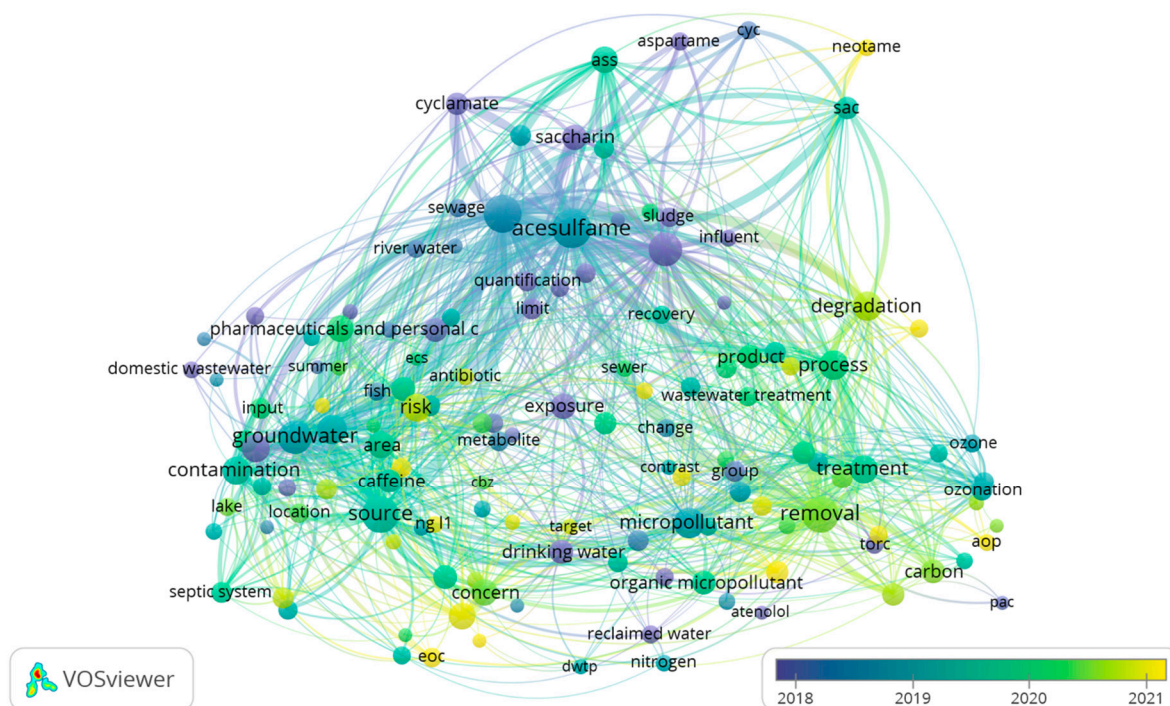 cyc
aspartame
neotame
ass
cyclamate
sac
saccharin
sewage
acesulfame
sludge
influent
river water
quantification
limit
recovery
degradation
pharmaceuticals and personal c
ecs
product
process
domestic wastewater
summer
antibiotic
sewer
fish
wastewater treatment
input
risk
exposure
groundwater
metabolite
change
area
ozone
contamination
caffeine
cbz
contrast
group
treatment
ozonation
lake
location
source
ng l1
target
micropollutant
removal
torc
aop
drinking water
septic system
concern
organic micropollutant
carbon
atenolol
pac
reclaimed water
eoc
dwtp
nitrogen
VOSviewer
2018 2019 2020 2021